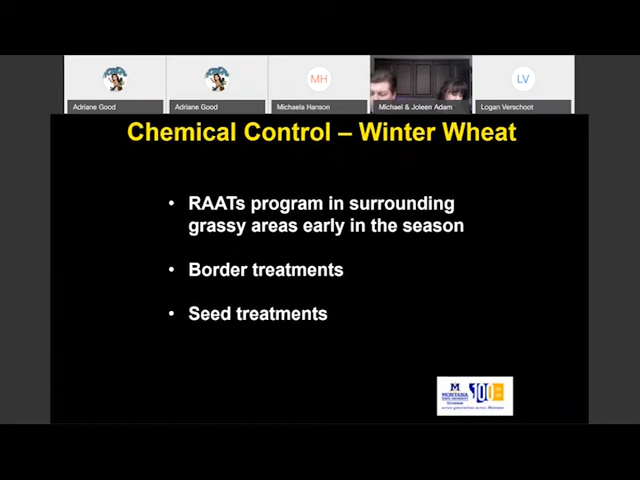 MH
LV
Adriane Good
Adriane Good
Michaela Hanson
Michael & Joleen Adam
Logan Verschoot
Chemical Control – Winter Wheat
• RAATs program in surrounding
grassy areas early in the season
• Border treatments
• Seed treatments
M
MONTANA
100